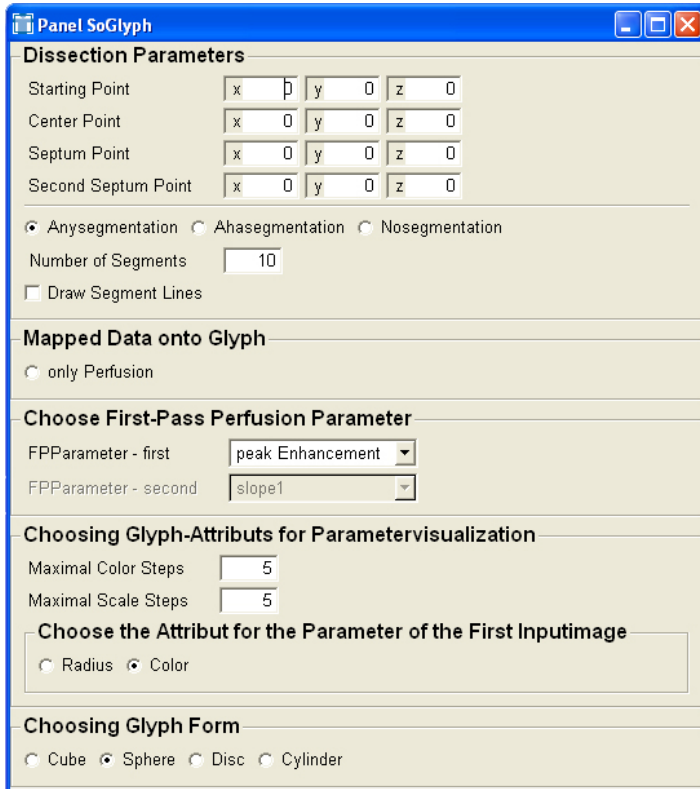 Panel SoGlyph
Dissection Parameters
Starting Point x 0 y 0 z 0
Center Point x 0 y 0 z 0
Septum Point x 0 y 0 z 0
Second Septum Point x 0 y 0 z 0
Anysegmentation Ahasegmentation Nosegmentation
Number of Segments 10
Draw Segment Lines
Mapped Data onto Glyph
only Perfusion
Choose First-Pass Perfusion Parameter
FPParameter - first peak Enhancement
FPParameter - second slope1
Choosing Glyph-Attributs for Parametervisualization
Maximal Color Steps 5
Maximal Scale Steps 5
Choose the Attribut for the Parameter of the First Inputimage
Radius Color
Choosing Glyph Form
Cube Sphere Disc Cylinder